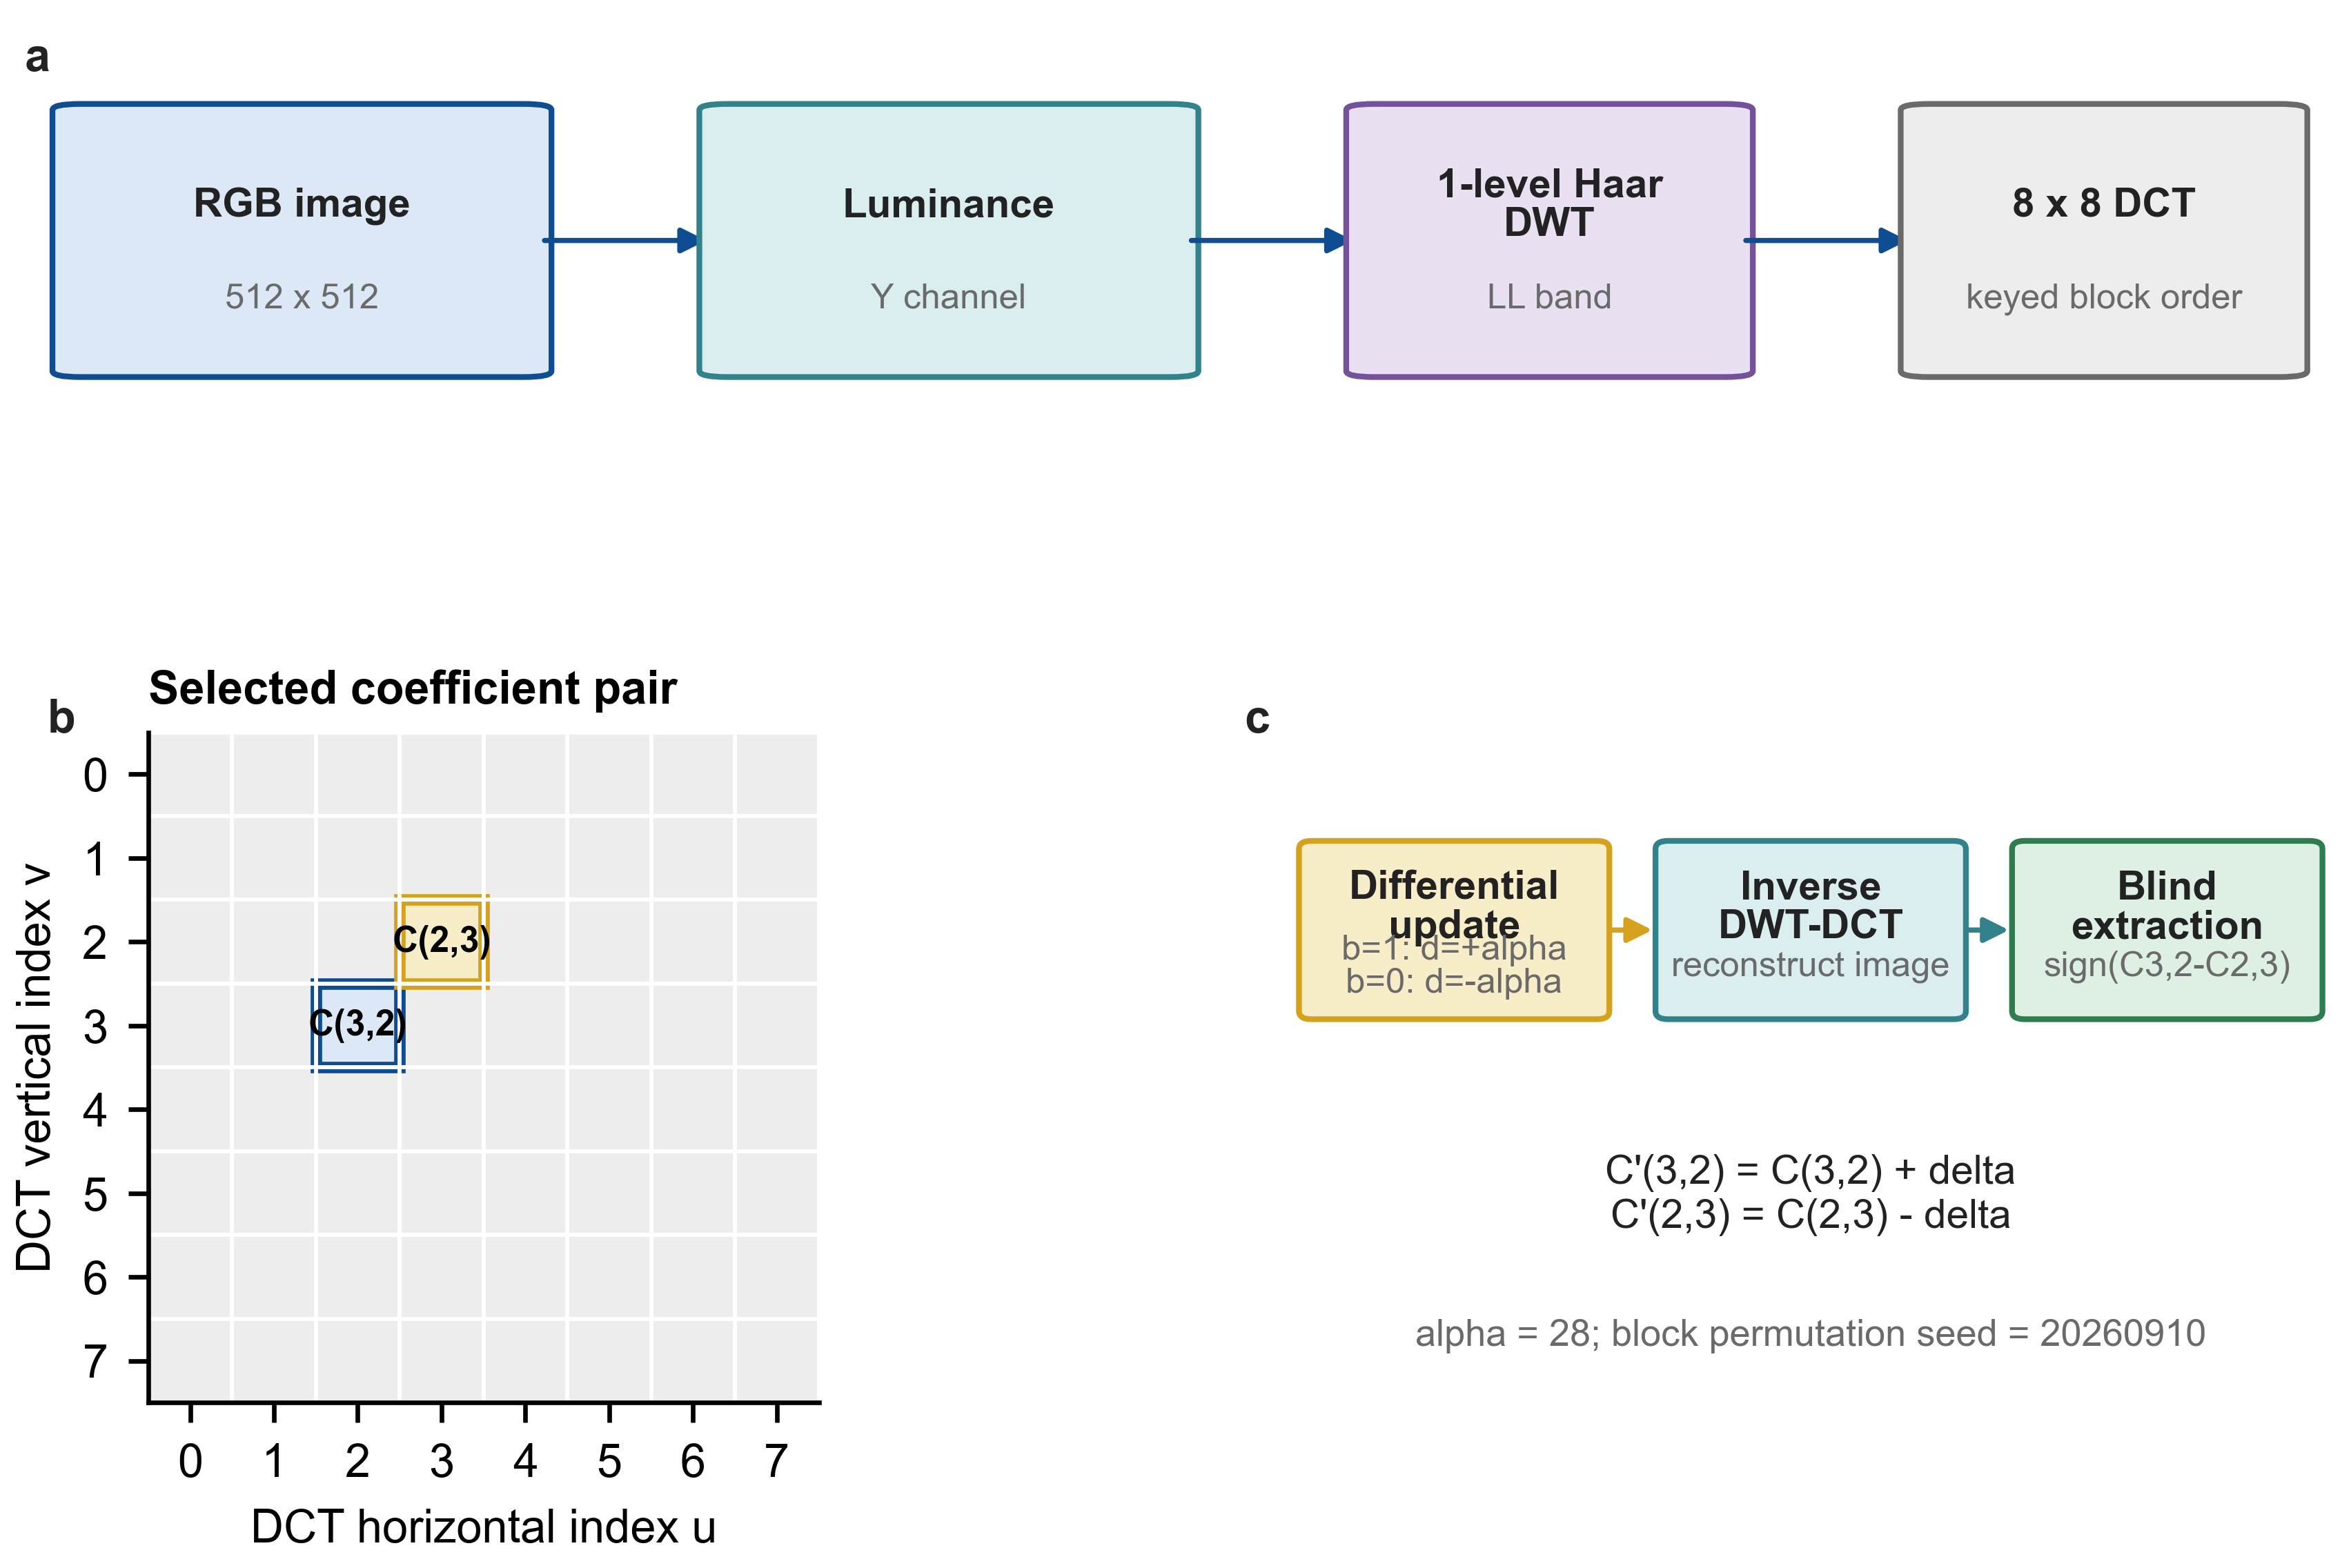 a
RGB image
512 x 512
Luminance
Y channel
1-level Haar
DWT
LL band
8 x 8 DCT
keyed block order
b
Selected coefficient pair
DCT vertical index v
0
1
2
3
4
5
6
7
C(2,3)
C(3,2)
0 1 2 3 4 5 6 7
DCT horizontal index u
c
Differential
update
b=1: d=+alpha
b=0: d=-alpha
Inverse
DWT-DCT
reconstruct image
Blind
extraction
sign(C3,2-C2,3)
C'(3,2) = C(3,2) + delta
C'(2,3) = C(2,3) - delta
alpha = 28; block permutation seed = 20260910